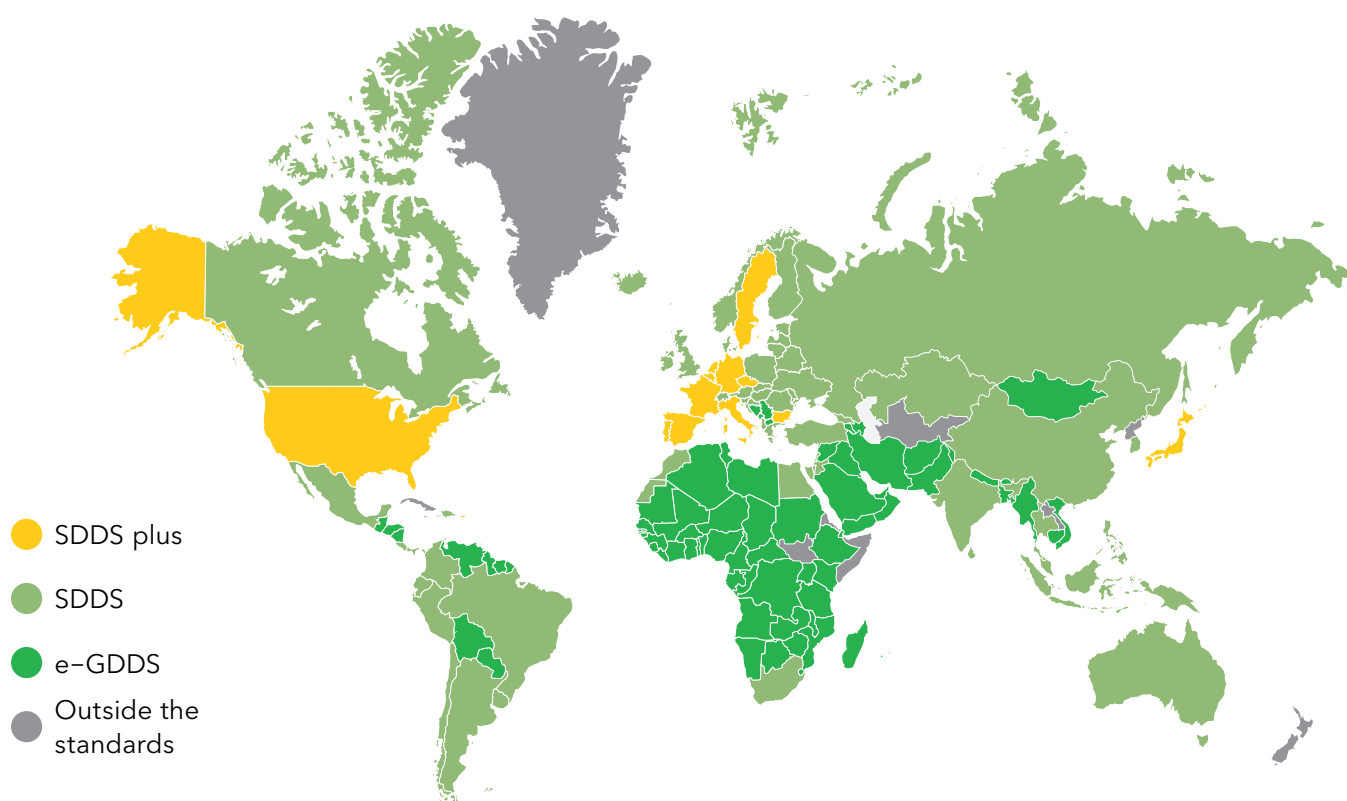 SDDS plus
SDDS
e–GDDS
Outside the
standards